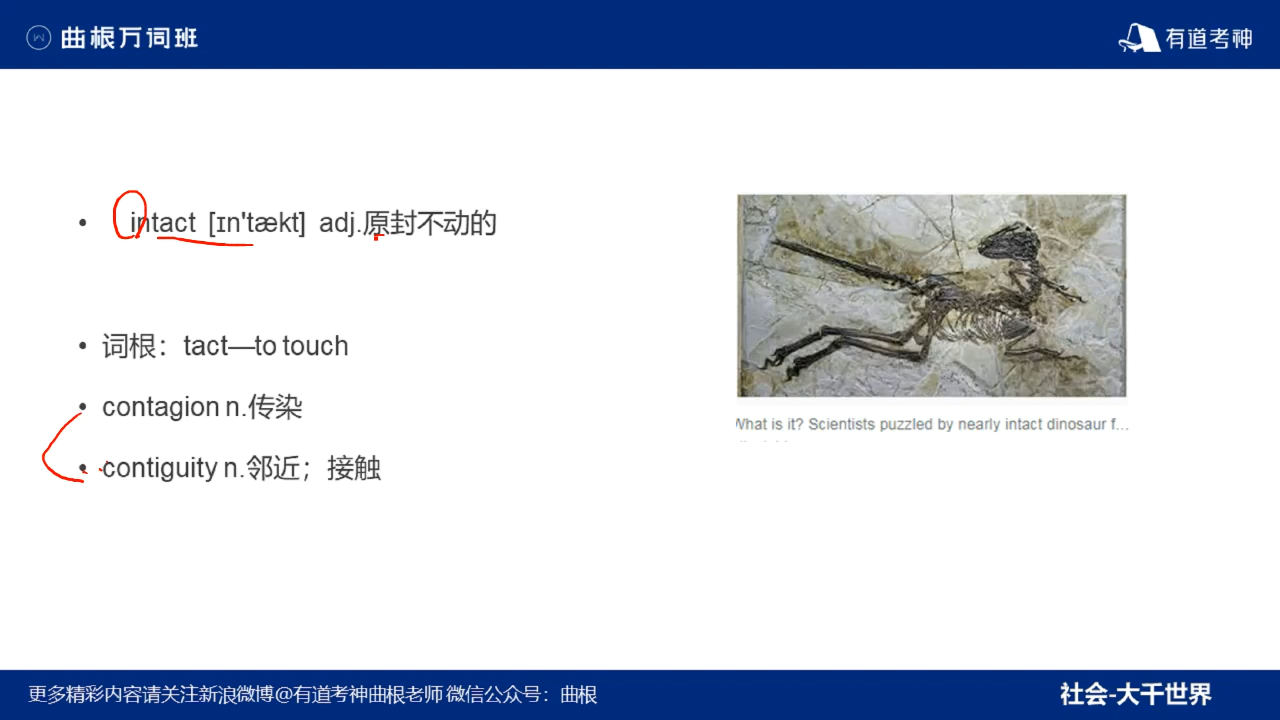 曲根万词班
有道考神
• intact [ɪn'tækt] adj.原封不动的
• 词根：tact—to touch
• contagion n.传染
• contiguity n.邻近；接触
What is it? Scientists puzzled by nearly intact dinosaur f...
更多精彩内容请关注新浪微博@有道考神曲根老师 微信公众号：曲根
社会-大千世界